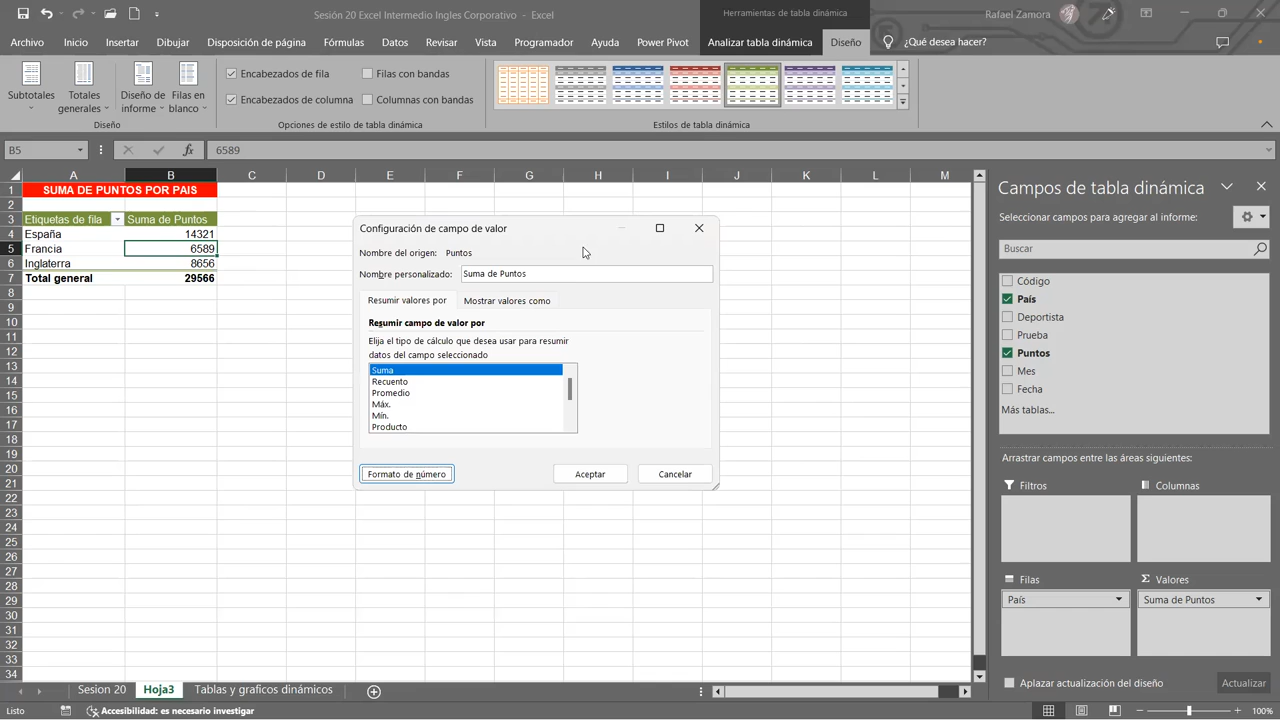 Sesión 20 Excel Intermedio Ingles Corporativo - Excel
Herramientas de tabla dinámica
Rafael Zamora
Archivo Inicio Insertar Dibujar Disposición de página Fórmulas Datos Revisar Vista Programador Ayuda Power Pivot Analizar tabla dinámica Diseño ¿Qué desea hacer?
Subtotales
Totales generales
Diseño de informe
Filas en blanco
Encabezados de fila Filas con bandas
Encabezados de columna Columnas con bandas
Diseño Opciones de estilo de tabla dinámica Estilos de tabla dinámica
B5 fx 6589
A B C D E F G H I J K L M
1 SUMA DE PUNTOS POR PAIS
2
3 Etiquetas de fila Suma de Puntos
4 España 14321
5 Francia 6589
6 Inglaterra 8656
7 Total general 29566
8
9
10
11
12
13
14
15
16
17
18
19
20
21
22
23
24
25
26
27
28
29
30
31
32
33
34
Configuración de campo de valor
Nombre del origen: Puntos
Nombre personalizado: Suma de Puntos
Resumir valores por Mostrar valores como
Resumir campo de valor por
Elija el tipo de cálculo que desea usar para resumir
datos del campo seleccionado
Suma
Recuento
Promedio
Máx.
Mín.
Producto
Formato de número Aceptar Cancelar
Campos de tabla dinámica
Seleccionar campos para agregar al informe:
Buscar
Código
País
Deportista
Prueba
Puntos
Mes
Fecha
Más tablas...
Arrastrar campos entre las áreas siguientes:
Filtros Columnas
Filas Σ Valores
País Suma de Puntos
Aplazar actualización del diseño Actualizar
Sesion 20 Hoja3 Tablas y graficos dinámicos
Listo Accesibilidad: es necesario investigar 100%